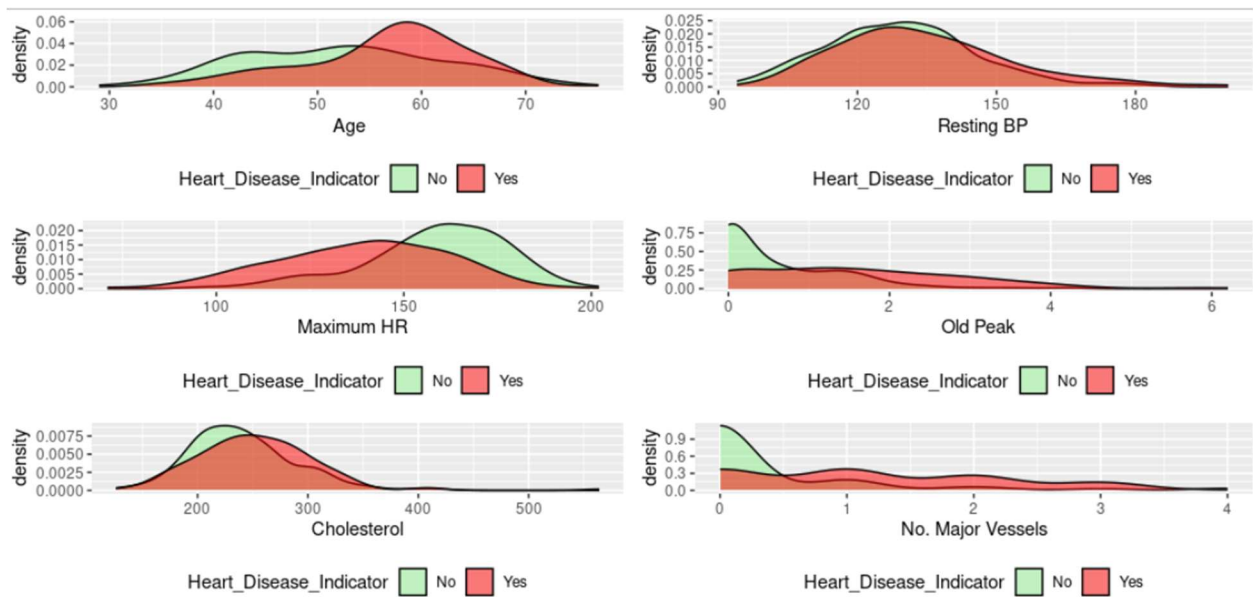 density
0.06
0.04
0.02
0.00
30 40 50 60 70
Age
Heart_Disease_Indicator No Yes
density
0.025
0.020
0.015
0.010
0.005
0.000
90 120 150 180
Resting BP
Heart_Disease_Indicator No Yes
density
0.020
0.015
0.010
0.005
0.000
100 150 200
Maximum HR
Heart_Disease_Indicator No Yes
density
0.75
0.50
0.25
0.00
0 2 4 6
Old Peak
Heart_Disease_Indicator No Yes
density
0.0075
0.0050
0.0025
0.0000
200 300 400 500
Cholesterol
Heart_Disease_Indicator No Yes
density
0.9
0.6
0.3
0.0
0 1 2 3 4
No. Major Vessels
Heart_Disease_Indicator No Yes